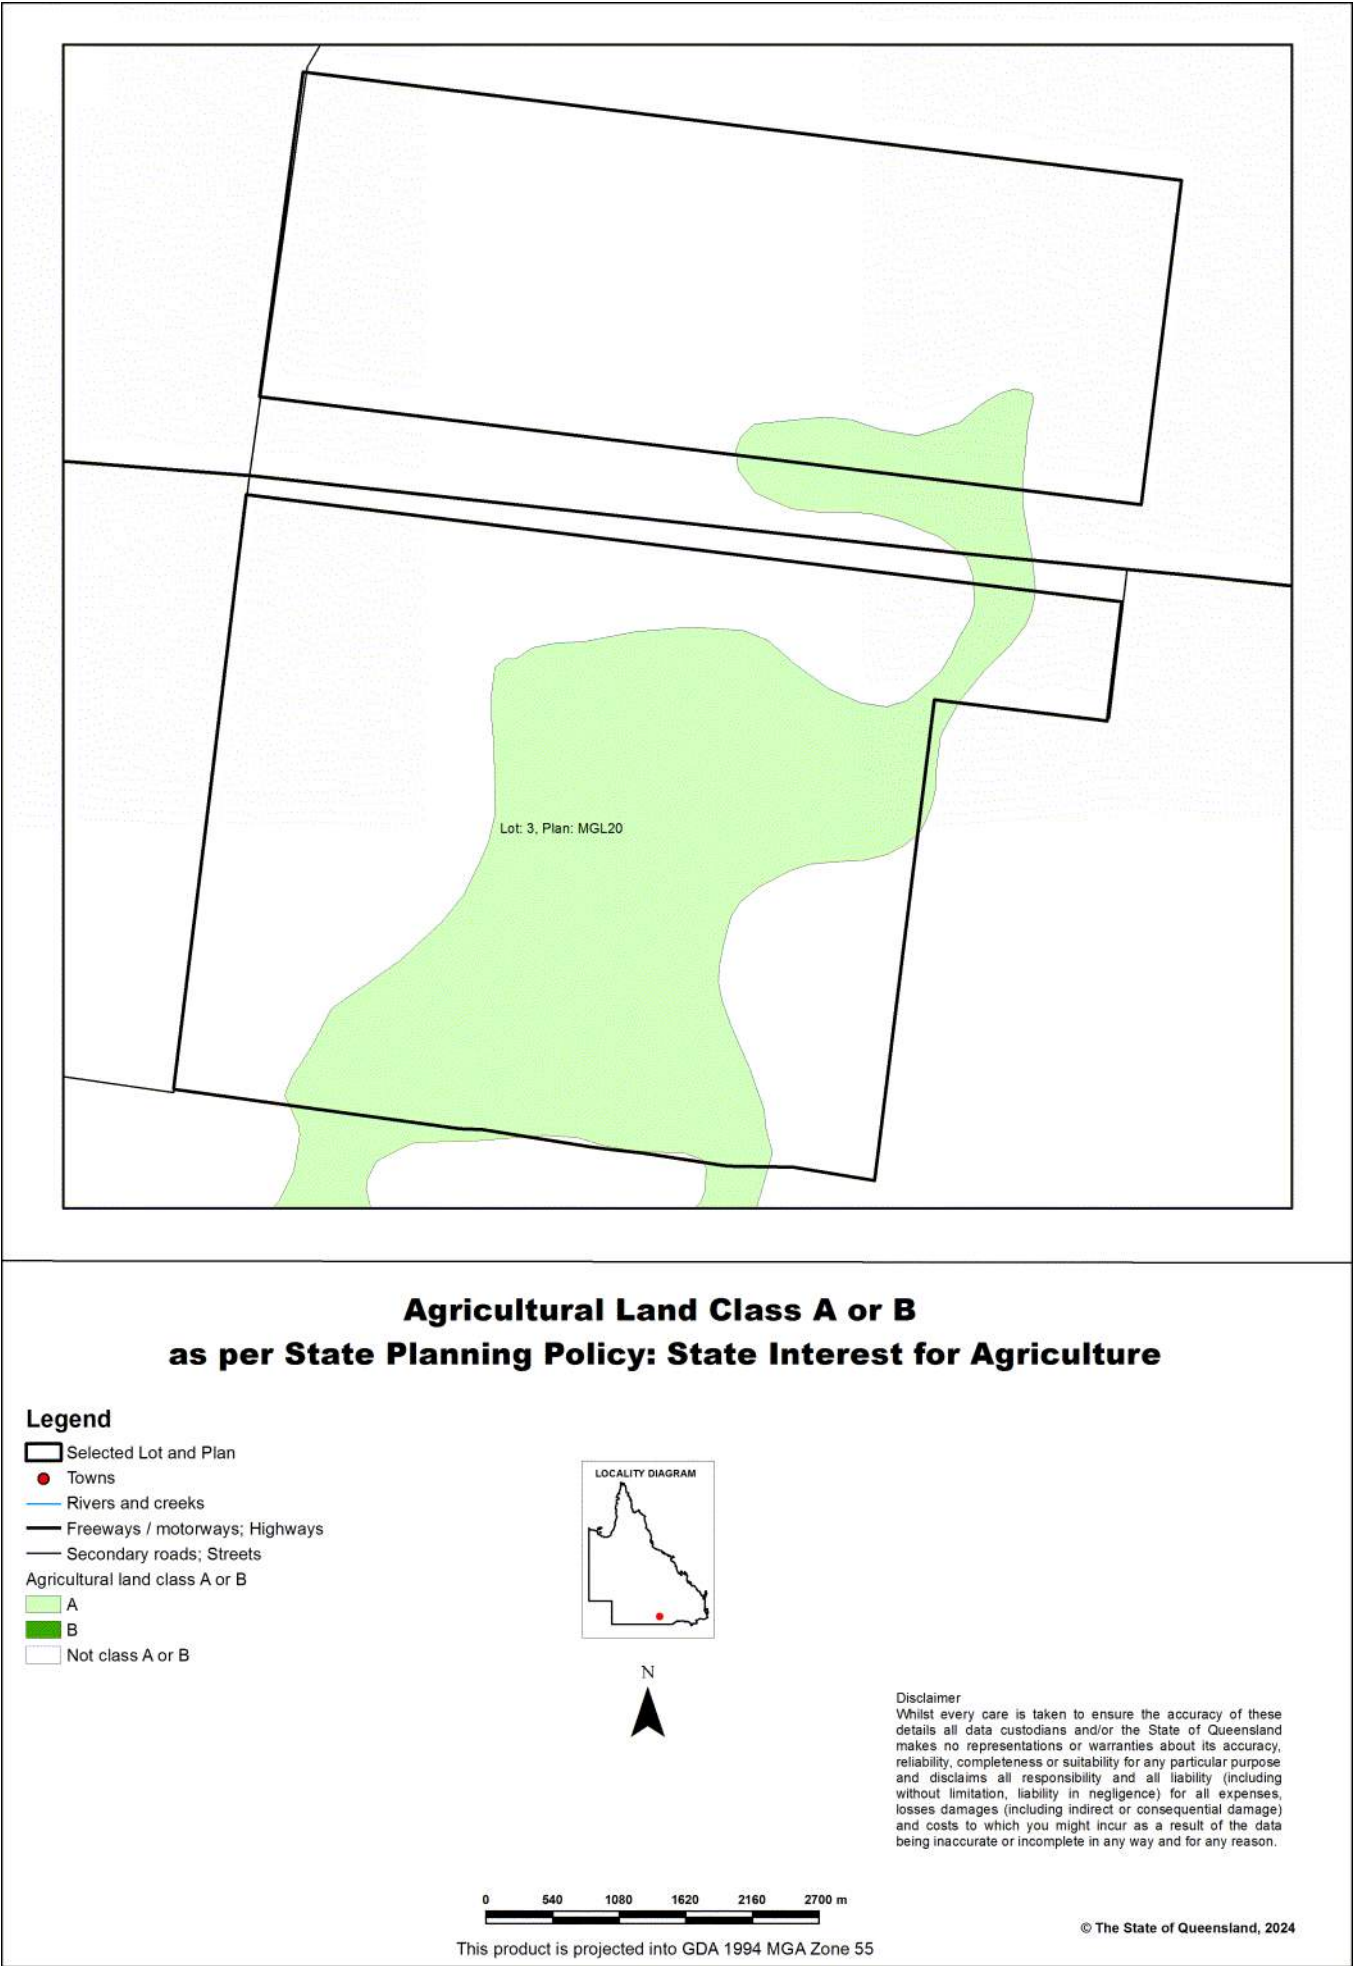 Lot: 3, Plan: MGL20
Agricultural Land Class A or B
as per State Planning Policy: State Interest for Agriculture
Legend
Selected Lot and Plan
Towns
Rivers and creeks
Freeways / motorways; Highways
Secondary roads; Streets
Agricultural land class A or B
A
B
Not class A or B
LOCALITY DIAGRAM
N
Disclaimer
Whilst every care is taken to ensure the accuracy of these
details all data custodians and/or the State of Queensland
makes no representations or warranties about its accuracy,
reliability, completeness or suitability for any particular purpose
and disclaims all responsibility and all liability (including
without limitation, liability in negligence) for all expenses,
losses damages (including indirect or consequential damage)
and costs to which you might incur as a result of the data
being inaccurate or incomplete in any way and for any reason.
0 540 1080 1620 2160 2700 m
This product is projected into GDA 1994 MGA Zone 55
© The State of Queensland, 2024